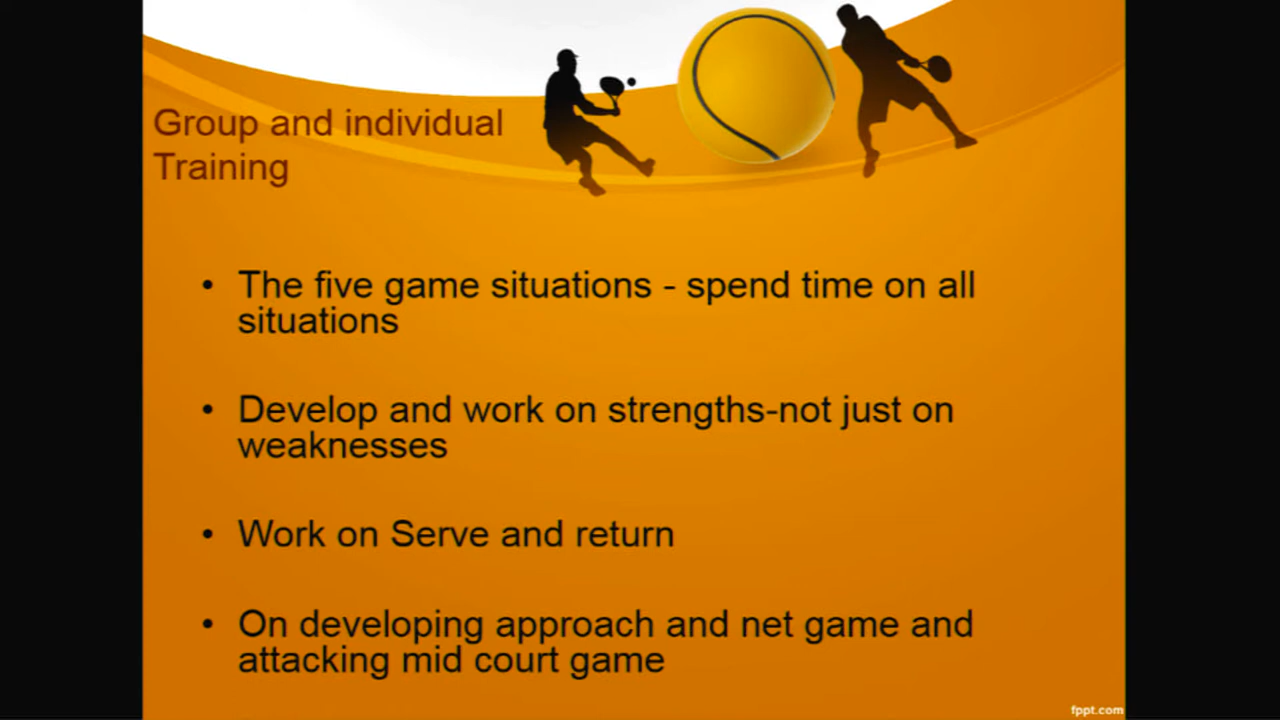 Group and individual
Training
• The five game situations - spend time on all
situations
• Develop and work on strengths-not just on
weaknesses
• Work on Serve and return
• On developing approach and net game and
attacking mid court game
fppt.com